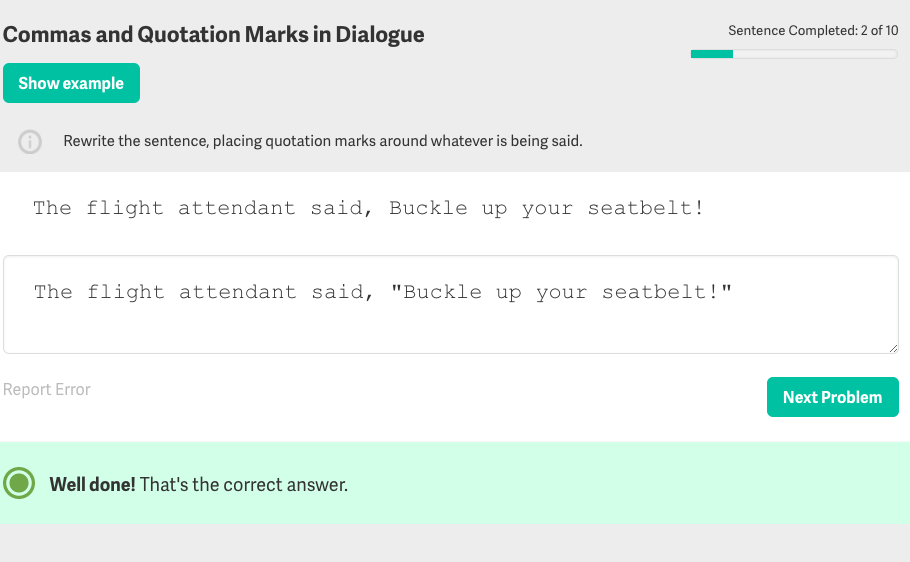 Commas and Quotation Marks in Dialogue
Sentence Completed: 2 of 10
Show example
Rewrite the sentence, placing quotation marks around whatever is being said.
The flight attendant said, Buckle up your seatbelt!
The flight attendant said, "Buckle up your seatbelt!"
Report Error
Next Problem
Well done! That's the correct answer.